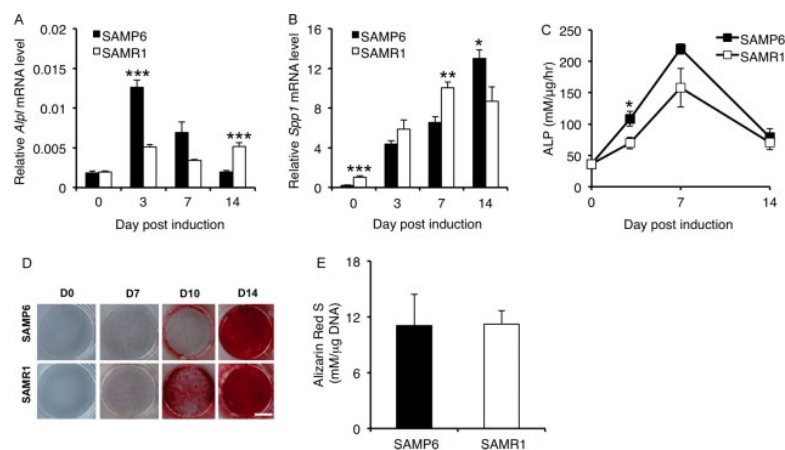 A
SAMP6
SAMR1
***
***
0.02
0.015
0.01
0.005
0
Relative Alpl mRNA level
0 3 7 14
Day post induction
B
SAMP6
SAMR1
***
**
*
16
12
8
4
0
Relative Spp1 mRNA level
0 3 7 14
Day post induction
C
SAMP6
SAMR1
*
250
200
150
100
50
0
ALP (mM/µg/hr)
0 7 14
Day post induction
D
D0 D7 D10 D14
SAMP6
SAMR1
E
18
12
6
0
Alizarin Red S
(mM/µg DNA)
SAMP6 SAMR1